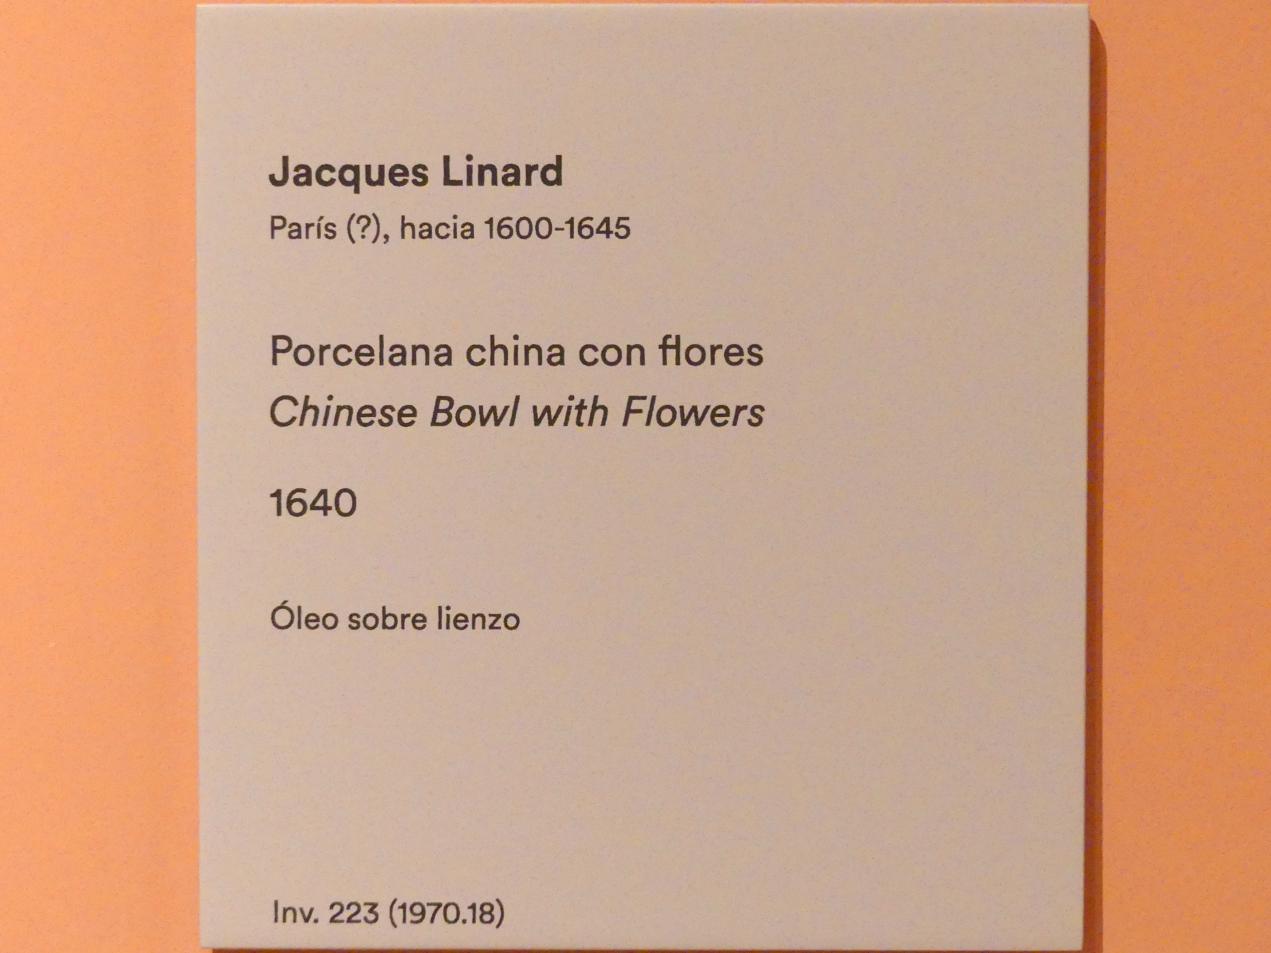 Jacques Linard
París (?), hacia 1600-1645
Porcelana china con flores
Chinese Bowl with Flowers
1640
Óleo sobre lienzo
Inv. 223 (1970.18)